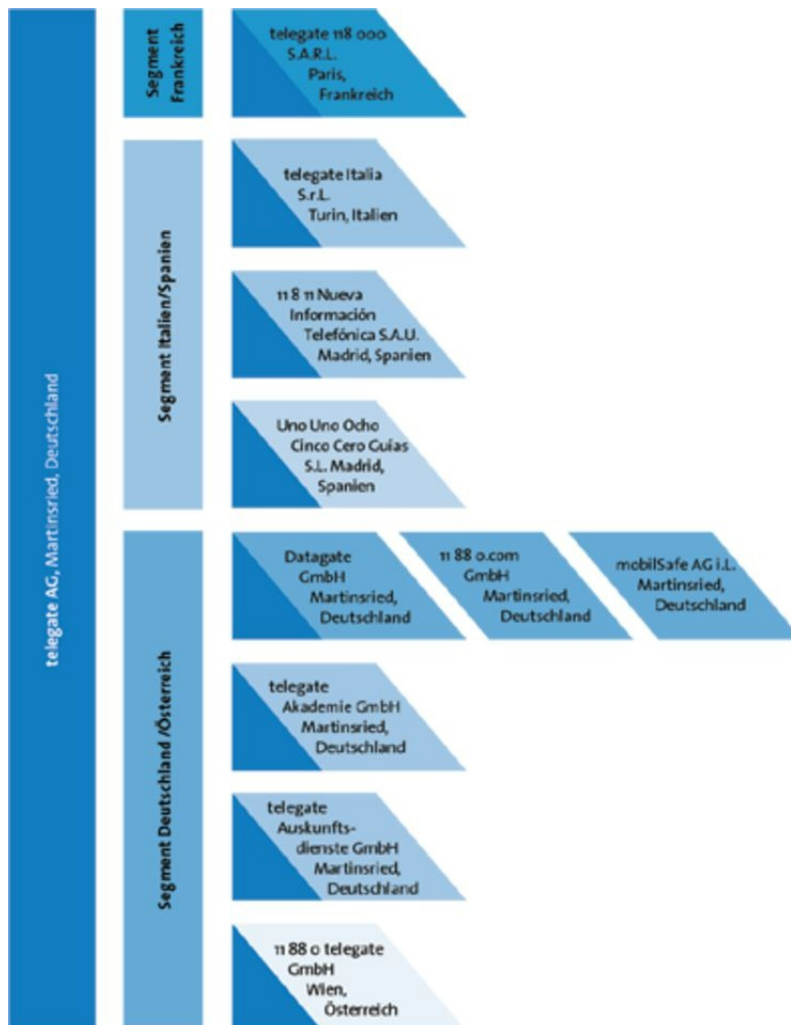 telegate AG, Martinsried, Deutschland
Segment
Frankreich
telegate 118 000
S.A.R.L.
Paris,
Frankreich
Segment Italien/Spanien
telegate Italia
S.r.L.
Turin, Italien
11 8 11 Nueva
Información
Telefónica S.A.U.
Madrid, Spanien
Uno Uno Ocho
Cinco Cero Guías
S.L. Madrid,
Spanien
Segment Deutschland /Österreich
Datagate
GmbH
Martinsried,
Deutschland
11 88 0.com
GmbH
Martinsried,
Deutschland
mobilSafe AG i.L.
Martinsried,
Deutschland
telegate
Akademie GmbH
Martinsried,
Deutschland
telegate
Auskunfts-
dienste GmbH
Martinsried,
Deutschland
11 88 0 telegate
GmbH
Wien,
Österreich